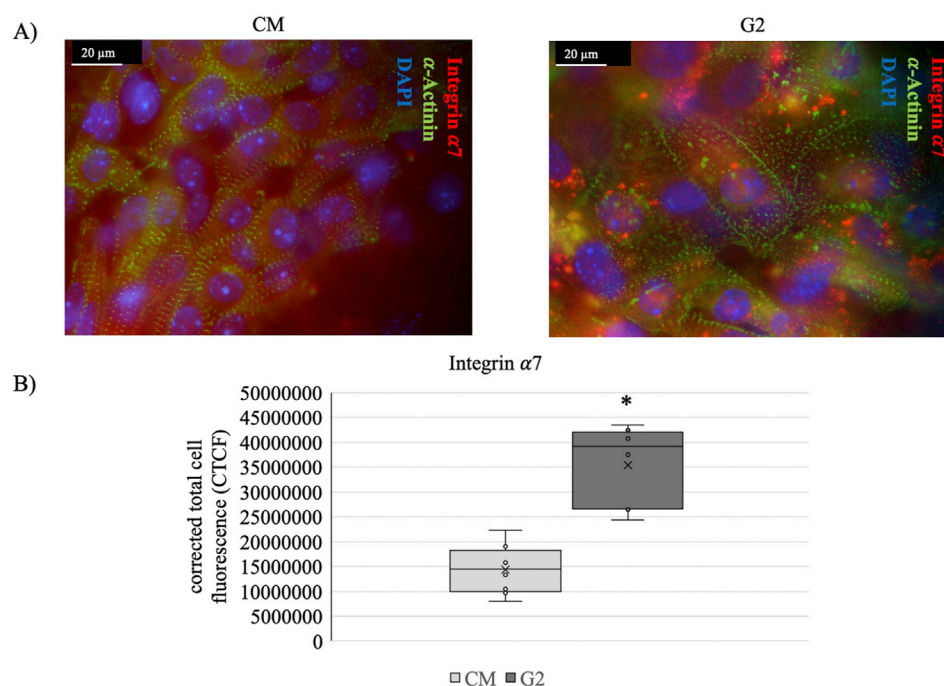 A)
CM
G2
20 μm
Integrin α7
α-Actinin
DAPI
20 μm
Integrin α7
α-Actinin
DAPI
B)
Integrin α7
corrected total cell
fluorescence (CTCF)
50000000
45000000
40000000
35000000
30000000
25000000
20000000
15000000
10000000
5000000
0
*
CM G2